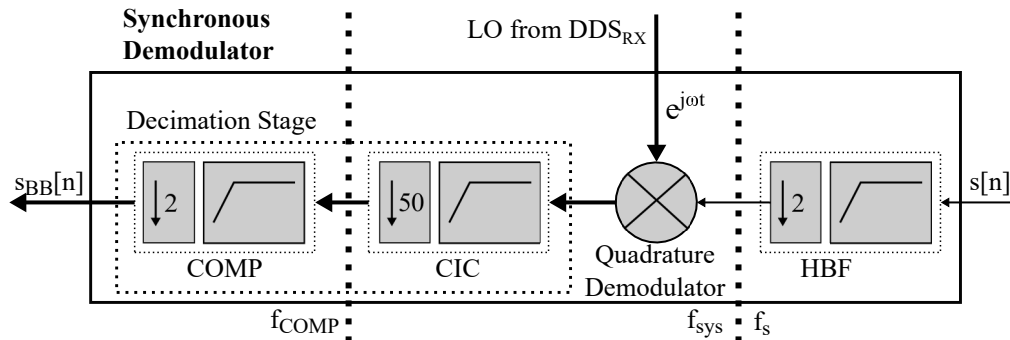 Synchronous
Demodulator
LO from DDS_RX
e^jωt
Decimation Stage
s_BB[n]
↓ 2
COMP
↓ 50
CIC
Quadrature
Demodulator
↓ 2
HBF
s[n]
f_COMP
f_sys
f_s